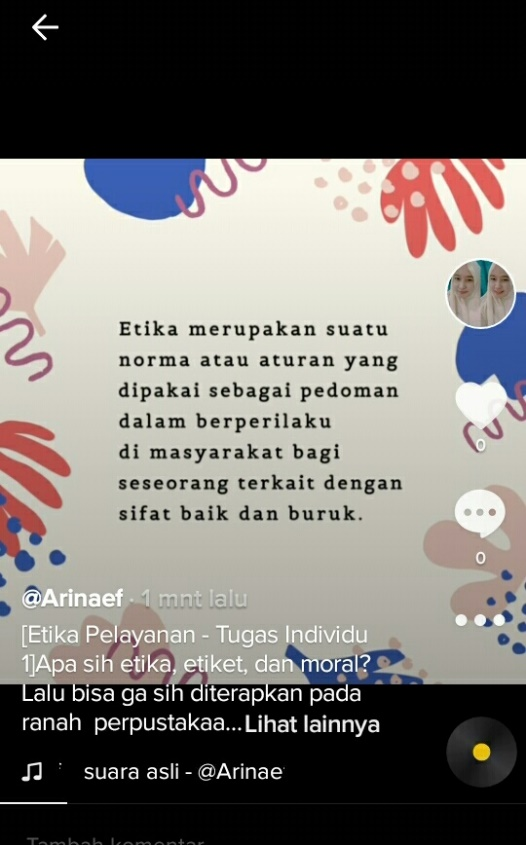 Etika merupakan suatu
norma atau aturan yang
dipakai sebagai pedoman
dalam berperilaku
di masyarakat bagi
seseorang terkait dengan
sifat baik dan buruk.
0
0
@Arinaef · 1 mnt lalu
[Etika Pelayanan - Tugas Individu
1]Apa sih etika, etiket, dan moral?
Lalu bisa ga sih diterapkan pada
ranah perpustakaa...Lihat lainnya
suara asli - @Arinae
Tambah komentar